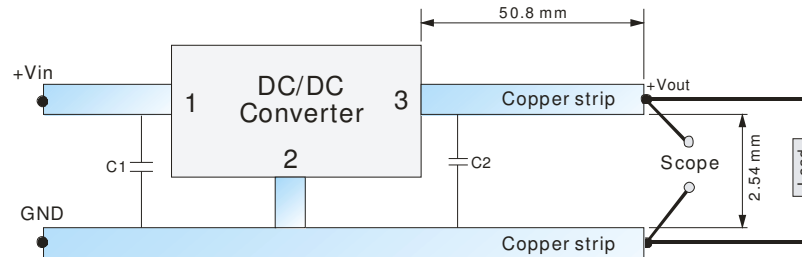 50.8 mm
+Vin
DC/DC
Converter
1
2
3
Copper strip
+Vout
C1
C2
Scope
2.54 mm
GND
Copper strip